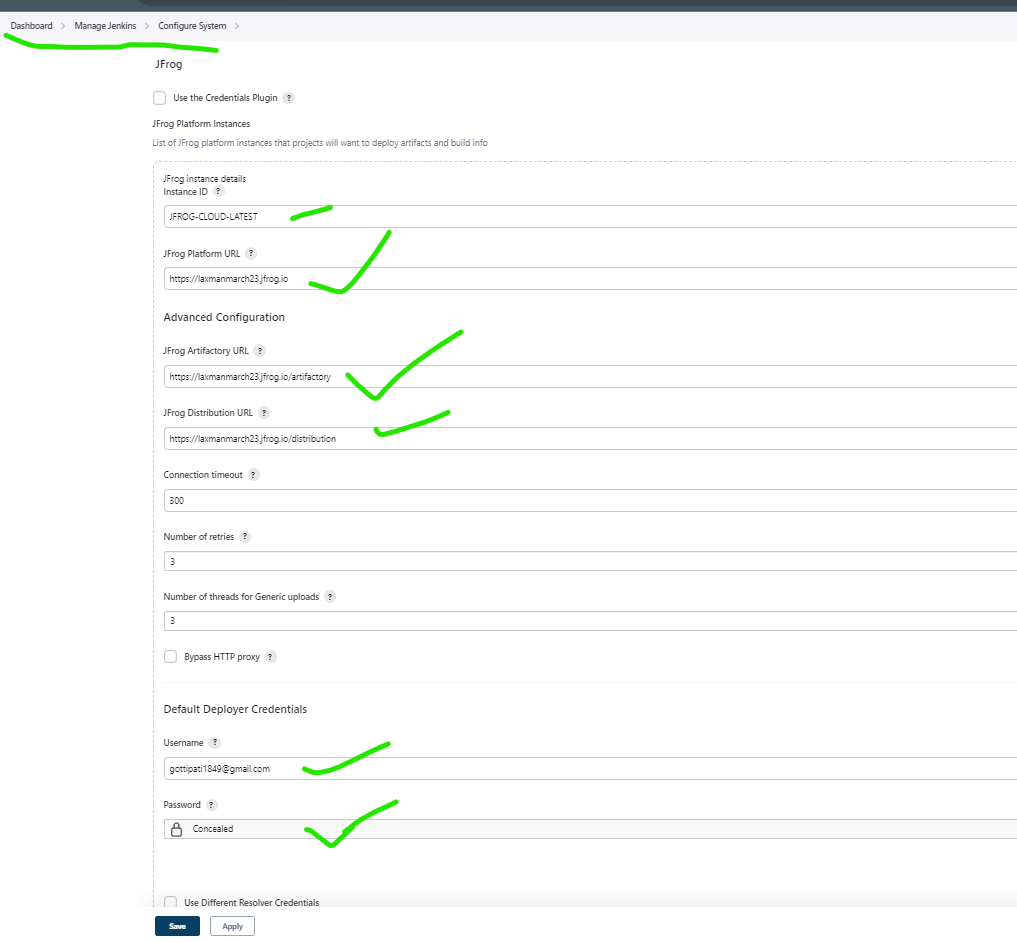 Dashboard > Manage Jenkins > Configure System >
JFrog
Use the Credentials Plugin ?
JFrog Platform Instances
List of JFrog platform instances that projects will want to deploy artifacts and build info
JFrog instance details
Instance ID ?
JFROG-CLOUD-LATEST
JFrog Platform URL ?
https://laxmanmarch23.jfrog.io
Advanced Configuration
JFrog Artifactory URL ?
https://laxmanmarch23.jfrog.io/artifactory
JFrog Distribution URL ?
https://laxmanmarch23.jfrog.io/distribution
Connection timeout ?
300
Number of retries ?
3
Number of threads for Generic uploads ?
3
Bypass HTTP proxy ?
Default Deployer Credentials
Username ?
gottipati1849@gmail.com
Password ?
Concealed
Use Different Resolver Credentials
Save Apply